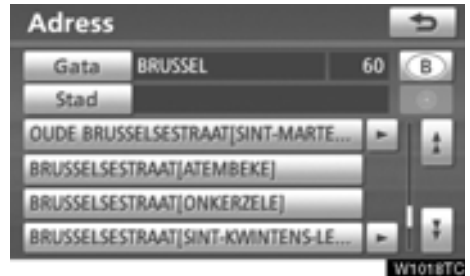 Adress
Gata BRUSSEL 60 B
Stad
OUDE BRUSSELSESTRAAT[SINT-MARTE...
BRUSSELSESTRAAT[ATEMBEKE]
BRUSSELSESTRAAT[ONKERZELE]
BRUSSELSESTRAAT[SINT-KWINTENS-LE...
W1018TC